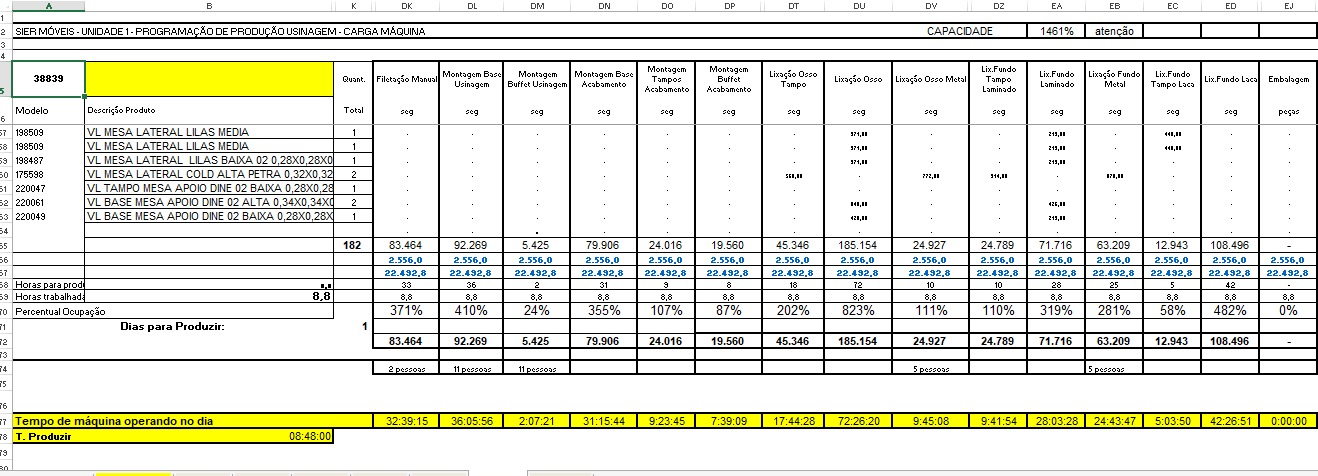 A B K DK DL DM DN DO DP DT DU DV DZ EA EB EC ED EJ
SIER MÓVEIS - UNIDADE 1 - PROGRAMAÇÃO DE PRODUÇÃO USINAGEM - CARGA MÁQUINA CAPACIDADE 1461% atenção
38839 Quant. Filetação Manual Montagem Base Usinagem Montagem Buffet Usinagem Montagem Base Acabamento Montagem Tampos Acabamento Montagem Buffet Acabamento Lixação Osso Tampo Lixação Osso Lixação Osso Metal Lix.Fundo Tampo Laminado Lix.Fundo Laminado Lixação Fundo Metal Lix.Fundo Tampo Laca Lix.Fundo Laca Embalagem
Modelo Descrição Produto Total seg seg seg seg seg seg seg seg seg seg seg seg seg seg peças
198509 VL MESA LATERAL LILAS MEDIA 1
198509 VL MESA LATERAL LILAS MEDIA 1
198487 VL MESA LATERAL LILAS BAIXA 02 0,28X0,28X0 1
175598 VL MESA LATERAL COLD ALTA PETRA 0,32X0,32 2
220047 VL TAMPO MESA APOIO DINE 02 BAIXA 0,28X0,28 1
220061 VL BASE MESA APOIO DINE 02 ALTA 0,34X0,34X0 2
220049 VL BASE MESA APOIO DINE 02 BAIXA 0,28X0,28X 1
182 83.464 92.269 5.425 79.906 24.016 19.560 45.346 185.154 24.927 24.789 71.716 63.209 12.943 108.496 -
2.556,0 2.556,0 2.556,0 2.556,0 2.556,0 2.556,0 2.556,0 2.556,0 2.556,0 2.556,0 2.556,0 2.556,0 2.556,0 2.556,0 2.556,0
22.492,8 22.492,8 22.492,8 22.492,8 22.492,8 22.492,8 22.492,8 22.492,8 22.492,8 22.492,8 22.492,8 22.492,8 22.492,8 22.492,8 22.492,8
Horas para prod 33 36 2 31 9 8 18 72 10 10 28 25 5 42 -
Horas trabalhada 8,8 8,8 8,8 8,8 8,8 8,8 8,8 8,8 8,8 8,8 8,8 8,8 8,8 8,8 8,8 8,8
Percentual Ocupação 371% 410% 24% 355% 107% 87% 202% 823% 111% 110% 319% 281% 58% 482% 0%
Dias para Produzir: 1
83.464 92.269 5.425 79.906 24.016 19.560 45.346 185.154 24.927 24.789 71.716 63.209 12.943 108.496 -
2 pessoas 11 pessoas 11 pessoas 5 pessoas 5 pessoas
Tempo de máquina operando no dia 32:39:15 36:05:56 2:07:21 31:15:44 9:23:45 7:39:09 17:44:28 72:26:20 9:45:08 9:41:54 28:03:28 24:43:47 5:03:50 42:26:51 0:00:00
T. Produzir 08:48:00